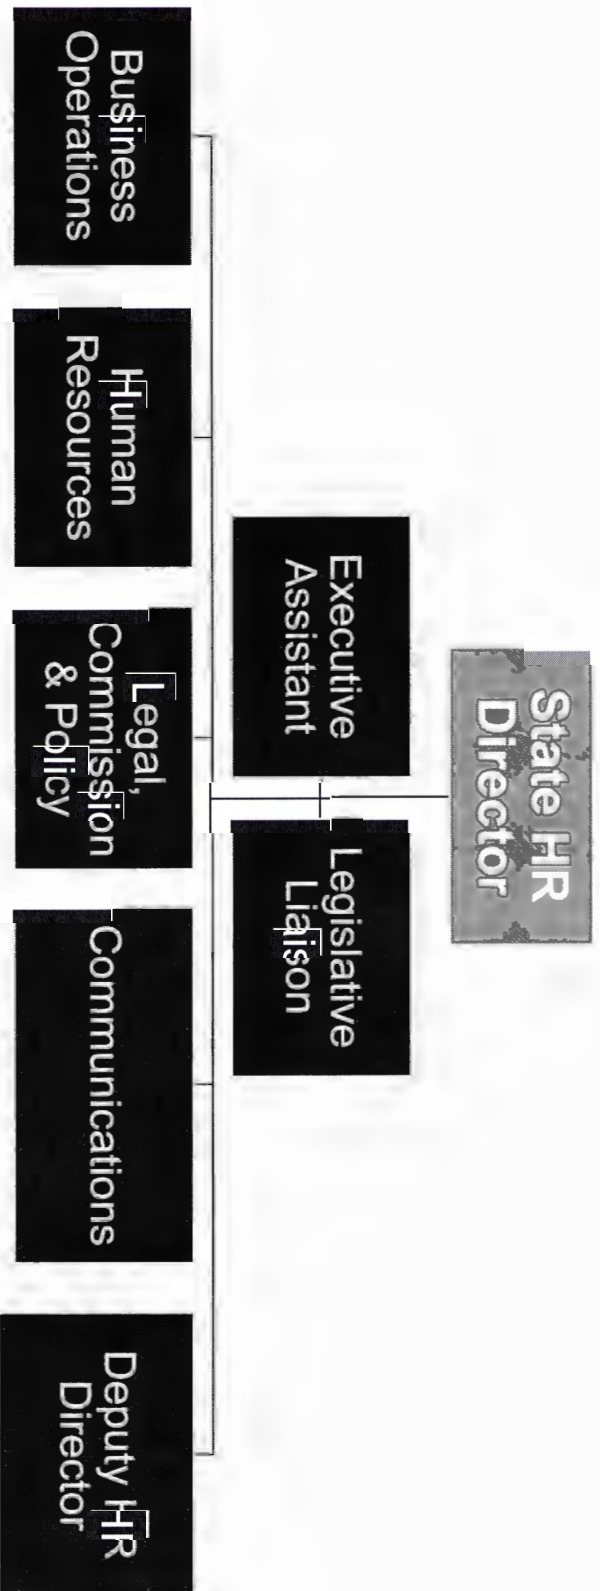 State HR
Director
Executive
Assistant
Legislative
Liaison
Business
Operations
Human
Resources
Legal,
Commission
& Policy
Communications
Deputy HR
Director